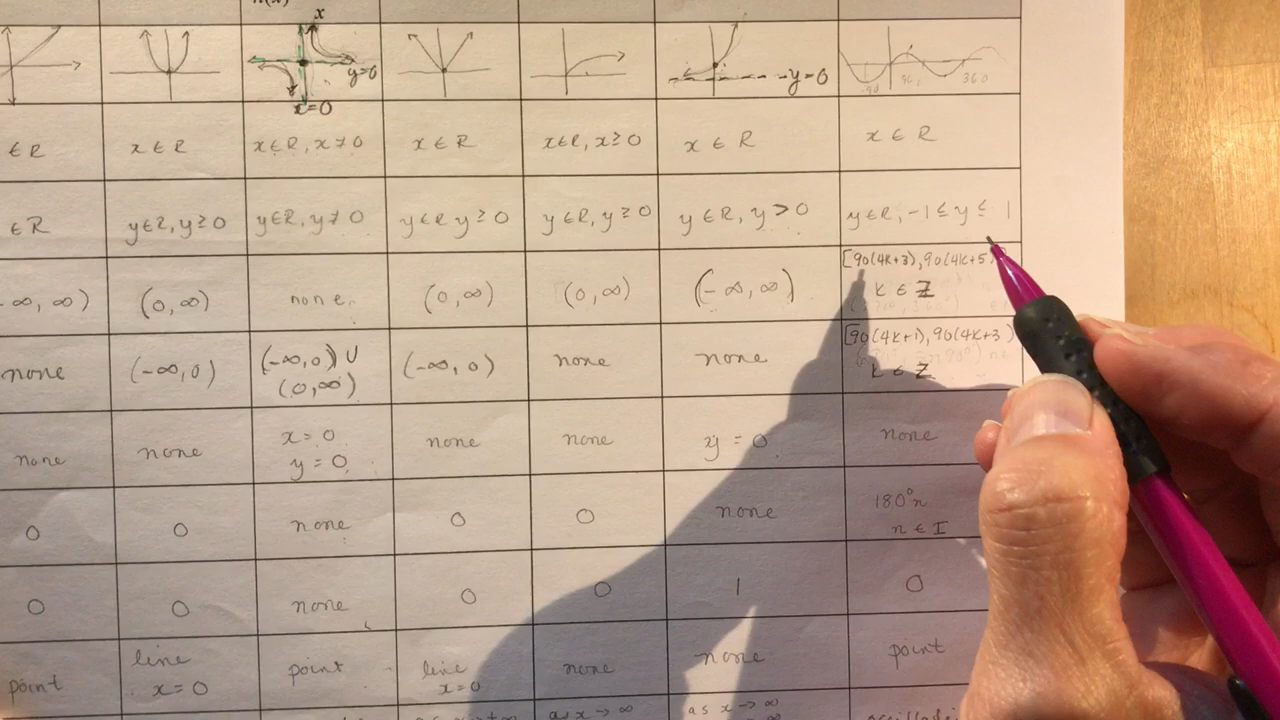 x
y=0
x=0
-y=0
-90
90
360
∈ R
x ∈ R
x∈R, x≠0
x ∈ R
x∈R, x≥0
x ∈ R
x ∈ R
∈ R
y∈R, y≥0
y∈R, y≠0
y∈R y≥0
y∈R, y≥0
y∈R, y>0
y∈R, -1≤y≤ 1
-∞, ∞)
(0, ∞)
none
(0, ∞)
(0, ∞)
(-∞, ∞)
[90(4k+3), 90(4k+5)
k ∈ Z
none
(-∞, 0)
(-∞, 0) ∪
(0, ∞)
(-∞, 0)
none
none
[90(4k+1), 90(4k+3)
k ∈ Z
none
none
x=0
y=0
none
none
y=0
none
0
0
none
0
0
none
180°n
n ∈ I
0
0
none
0
0
1
0
point
line
x=0
point
line
x=0
none
none
point
as x→∞
as x→∞